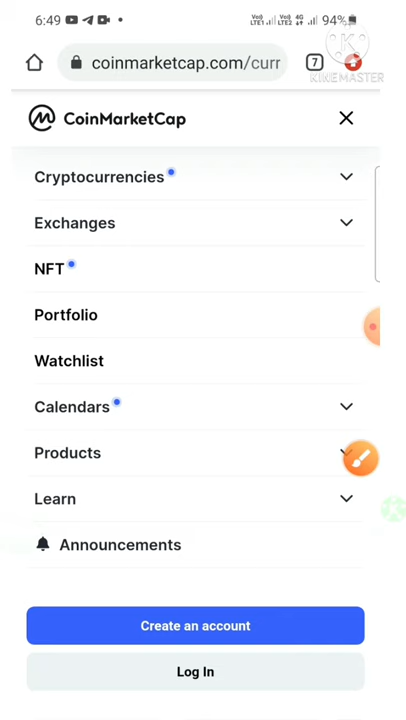 6:49 94%
coinmarketcap.com/curr 7
KINEMASTER
CoinMarketCap
Cryptocurrencies
Exchanges
NFT
Portfolio
Watchlist
Calendars
Products
Learn
Announcements
Create an account
Log In